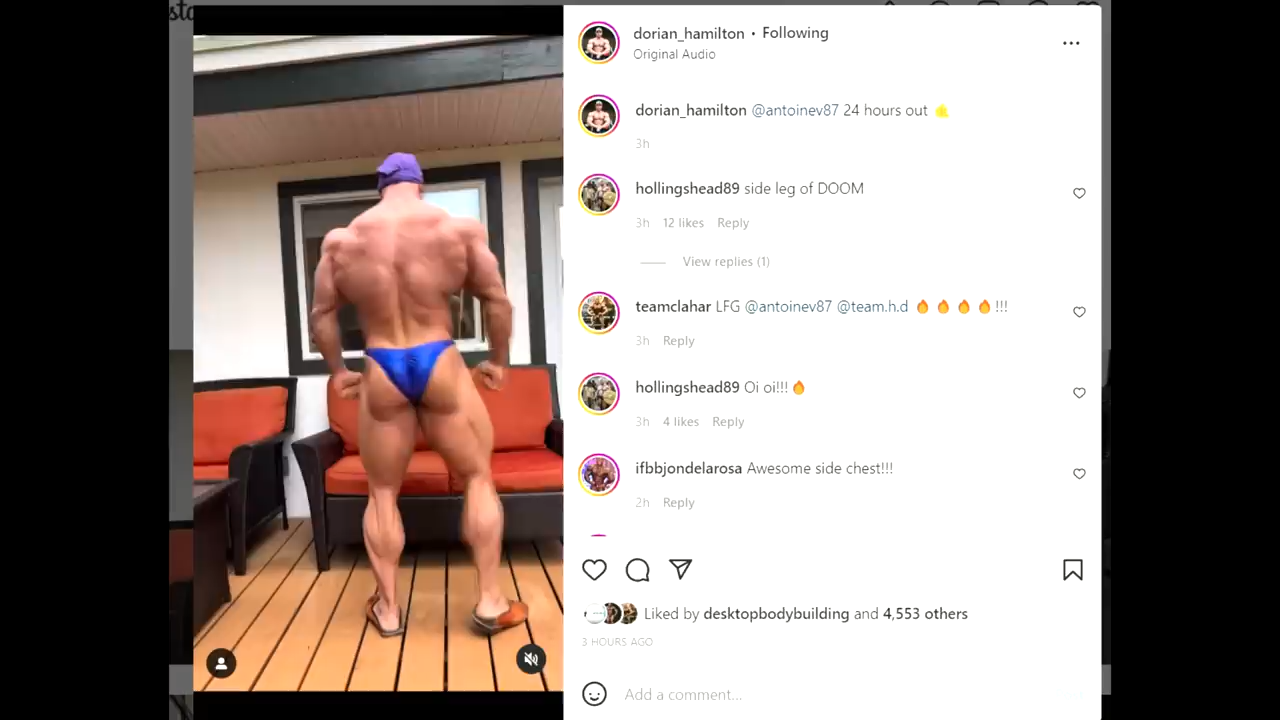 dorian_hamilton • Following
Original Audio
dorian_hamilton @antoinev87 24 hours out
3h
hollingshead89 side leg of DOOM
3h 12 likes Reply
View replies (1)
teamclahar LFG @antoinev87 @team.h.d 🔥🔥🔥🔥!!!
3h Reply
hollingshead89 Oi oi!!!🔥
3h 4 likes Reply
ifbbjondelarosa Awesome side chest!!!
2h Reply
Liked by desktopbodybuilding and 4,553 others
3 HOURS AGO
Add a comment...